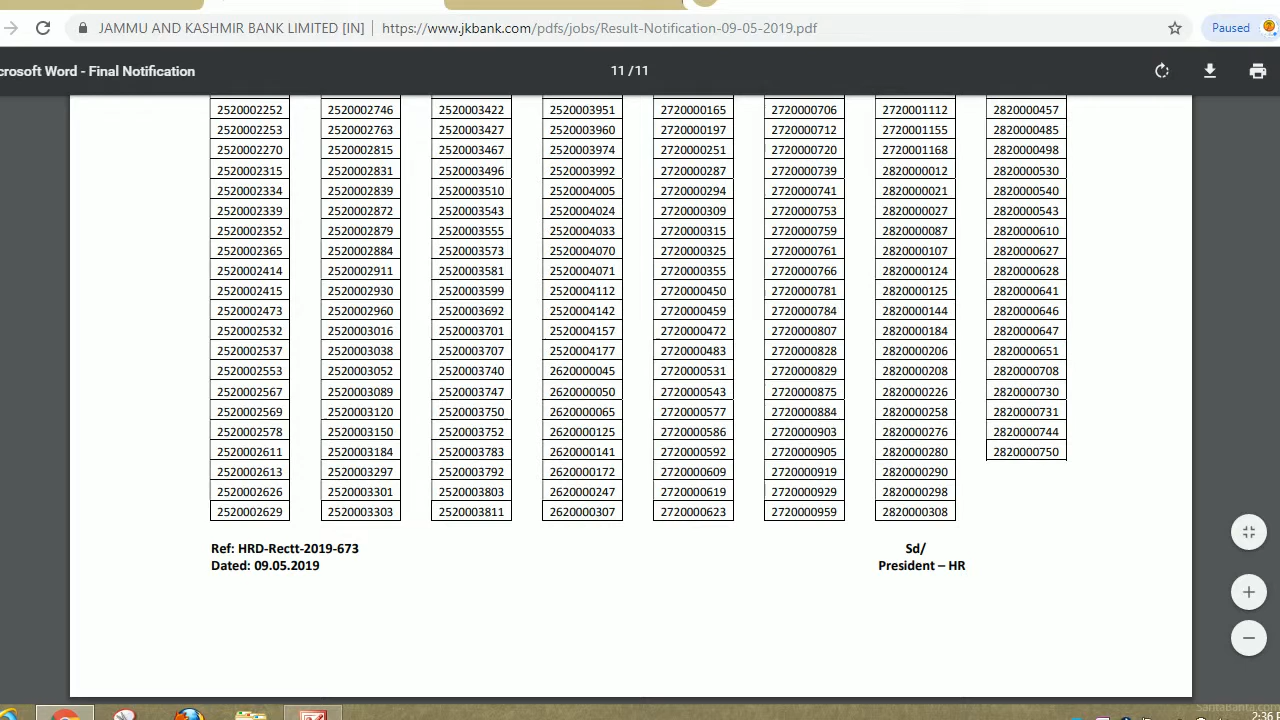 JAMMU AND KASHMIR BANK LIMITED [IN] | https://www.jkbank.com/pdfs/jobs/Result-Notification-09-05-2019.pdf Paused
crosoft Word - Final Notification 11 / 11
2520002252 2520002746 2520003422 2520003951 2720000165 2720000706 2720001112 2820000457
2520002253 2520002763 2520003427 2520003960 2720000197 2720000712 2720001155 2820000485
2520002270 2520002815 2520003467 2520003974 2720000251 2720000720 2720001168 2820000498
2520002315 2520002831 2520003496 2520003992 2720000287 2720000739 2820000012 2820000530
2520002334 2520002839 2520003510 2520004005 2720000294 2720000741 2820000021 2820000540
2520002339 2520002872 2520003543 2520004024 2720000309 2720000753 2820000027 2820000543
2520002352 2520002879 2520003555 2520004033 2720000315 2720000759 2820000087 2820000610
2520002365 2520002884 2520003573 2520004070 2720000325 2720000761 2820000107 2820000627
2520002414 2520002911 2520003581 2520004071 2720000355 2720000766 2820000124 2820000628
2520002415 2520002930 2520003599 2520004112 2720000450 2720000781 2820000125 2820000641
2520002473 2520002960 2520003692 2520004142 2720000459 2720000784 2820000144 2820000646
2520002532 2520003016 2520003701 2520004157 2720000472 2720000807 2820000184 2820000647
2520002537 2520003038 2520003707 2520004177 2720000483 2720000828 2820000206 2820000651
2520002553 2520003052 2520003740 2620000045 2720000531 2720000829 2820000208 2820000708
2520002567 2520003089 2520003747 2620000050 2720000543 2720000875 2820000226 2820000730
2520002569 2520003120 2520003750 2620000065 2720000577 2720000884 2820000258 2820000731
2520002578 2520003150 2520003752 2620000125 2720000586 2720000903 2820000276 2820000744
2520002611 2520003184 2520003783 2620000141 2720000592 2720000905 2820000280 2820000750
2520002613 2520003297 2520003792 2620000172 2720000609 2720000919 2820000290
2520002626 2520003301 2520003803 2620000247 2720000619 2720000929 2820000298
2520002629 2520003303 2520003811 2620000307 2720000623 2720000959 2820000308
Ref: HRD-Rectt-2019-673 Sd/
Dated: 09.05.2019 President – HR
SantaBanta.com
2:36